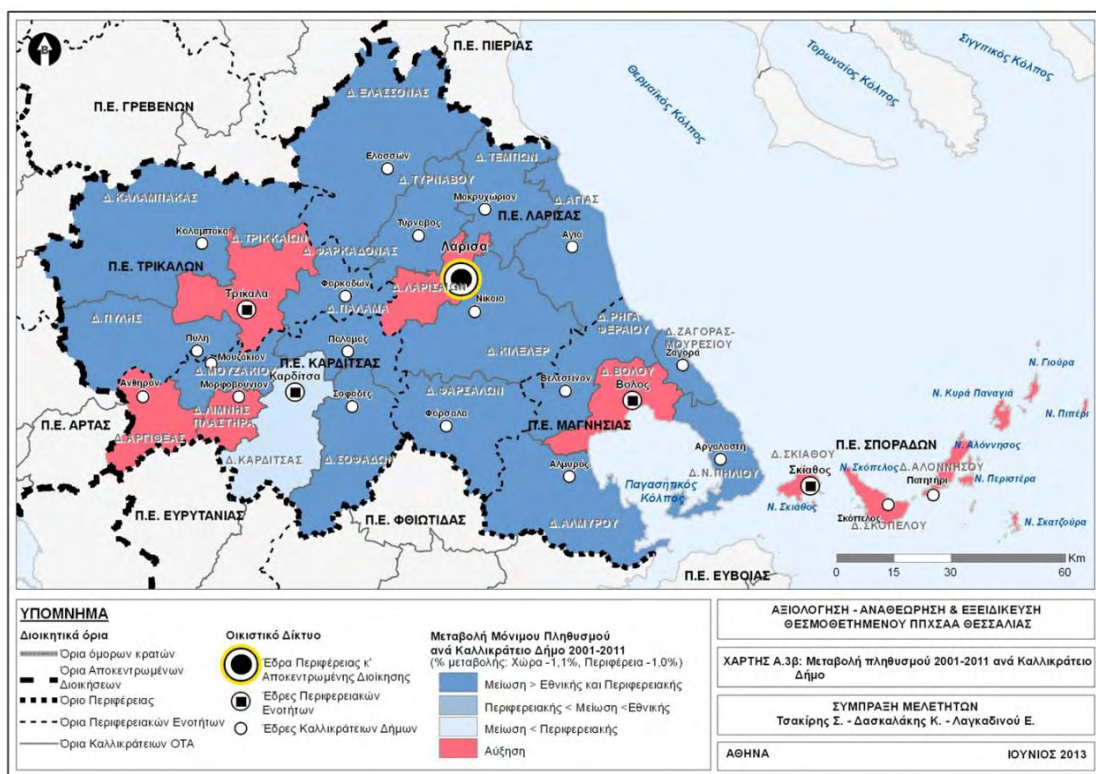 Β
Π.Ε. ΠΙΕΡΙΑΣ
Π.Ε. ΓΡΕΒΕΝΩΝ
Θερμαϊκός Κόλπος
Τορωναίος Κόλπος
Σιγγιτικός Κόλπος
Δ.ΕΛΑΣΣΟΝΑΣ
Ελασσών
Δ.ΤΕΜΠΩΝ
Δ.ΤΥΡΝΑΒΟΥ
Μακρυχώριον
Δ.ΑΓΙΑΣ
Δ.ΚΑΛΑΜΠΑΚΑΣ
Καλαμπάκα
Δ.ΤΡΙΚΚΑΙΩΝ
Τύρναβος
Π.Ε. ΛΑΡΙΣΑΣ
Αγιά
Λάρισα
Δ.ΦΑΡΚΑΔΟΝΑΣ
Π.Ε. ΤΡΙΚΑΛΩΝ
Φαρκαδών
Δ.ΛΑΡΙΣΑΙΩΝ
Τρίκαλα
Νίκαια
Δ.ΠΑΛΑΜΑ
Δ.ΠΥΛΗΣ
Δ.ΡΗΓΑ
ΦΕΡΑΙΟΥ
Δ.ΖΑΓΟΡΑΣ-
ΜΟΥΡΕΣΙΟΥ
Πύλη
Παλαμάς
Δ.ΚΙΛΕΛΕΡ
Ζαγορά
Μουζάκιον
Π.Ε. ΚΑΡΔΙΤΣΑΣ
Δ.ΜΟΥΖΑΚΙΟΥ
Καρδίτσα
Δ.ΒΟΛΟΥ
Ανθηρόν
Μορφοβούνιον
Βελεστίνον
Βόλος
Δ.ΛΙΜΝΗΣ
ΠΛΑΣΤΗΡΑ
Σοφάδες
Δ.ΦΑΡΣΑΛΩΝ
Φάρσαλα
Π.Ε. ΜΑΓΝΗΣΙΑΣ
Π.Ε. ΑΡΤΑΣ
Δ.ΑΡΓΙΘΕΑΣ
Δ.ΚΑΡΔΙΤΣΑΣ
Δ.ΣΟΦΑΔΩΝ
Αλμυρός
Αργαλαστή
Δ.Ν.ΠΗΛΙΟΥ
Παγασητικός
Κόλπος
Δ.ΑΛΜΥΡΟΥ
Π.Ε. ΕΥΡΥΤΑΝΙΑΣ
Π.Ε. ΦΘΙΩΤΙΔΑΣ
Π.Ε. ΕΥΒΟΙΑΣ
Ν. Γιούρα
Ν. Κυρά Παναγιά
Ν. Πιπέρι
Π.Ε. ΣΠΟΡΑΔΩΝ
Ν. Αλόννησος
Δ.ΣΚΙΑΘΟΥ
Σκίαθος
Ν. Σκόπελος
Δ.ΑΛΟΝΝΗΣΟΥ
Ν. Περιστέρα
Πατητήρι
Ν. Σκιάθος
Σκόπελος
Δ.ΣΚΟΠΕΛΟΥ
Ν. Σκατζούρα
Km
0 15 30 60
ΥΠΟΜΝΗΜΑ
Διοικητικά όρια
Όρια όμορων κρατών
Όρια Αποκεντρωμένων
Διοικήσεων
Όριο Περιφέρειας
Όρια Περιφερειακών Ενοτήτων
Όρια Καλλικράτειων ΟΤΑ
Οικιστικό Δίκτυο
Έδρα Περιφέρειας κ'
Αποκεντρωμένης Διοίκησης
Έδρες Περιφερειακών
Ενοτήτων
Έδρες Καλλικράτειων Δήμων
Μεταβολή Μόνιμου Πληθυσμού
ανά Καλλικράτειο Δήμο 2001-2011
(% μεταβολής: Χώρα -1,1%, Περιφέρεια -1,0%)
Μείωση > Εθνικής και Περιφερειακής
Περιφερειακής < Μείωση <Εθνικής
Μείωση < Περιφερειακής
Αύξηση
ΑΞΙΟΛΟΓΗΣΗ - ΑΝΑΘΕΩΡΗΣΗ & ΕΞΕΙΔΙΚΕΥΣΗ
ΘΕΣΜΟΘΕΤΗΜΕΝΟΥ ΠΠΧΣΑΑ ΘΕΣΣΑΛΙΑΣ
ΧΑΡΤΗΣ Α.3β: Μεταβολή πληθυσμού 2001-2011 ανά Καλλικράτειο
Δήμο
ΣΥΜΠΡΑΞΗ ΜΕΛΕΤΗΤΩΝ
Τσακίρης Σ. - Δασκαλάκης Κ. - Λαγκαδινού Ε.
ΑΘΗΝΑ
ΙΟΥΝΙΟΣ 2013